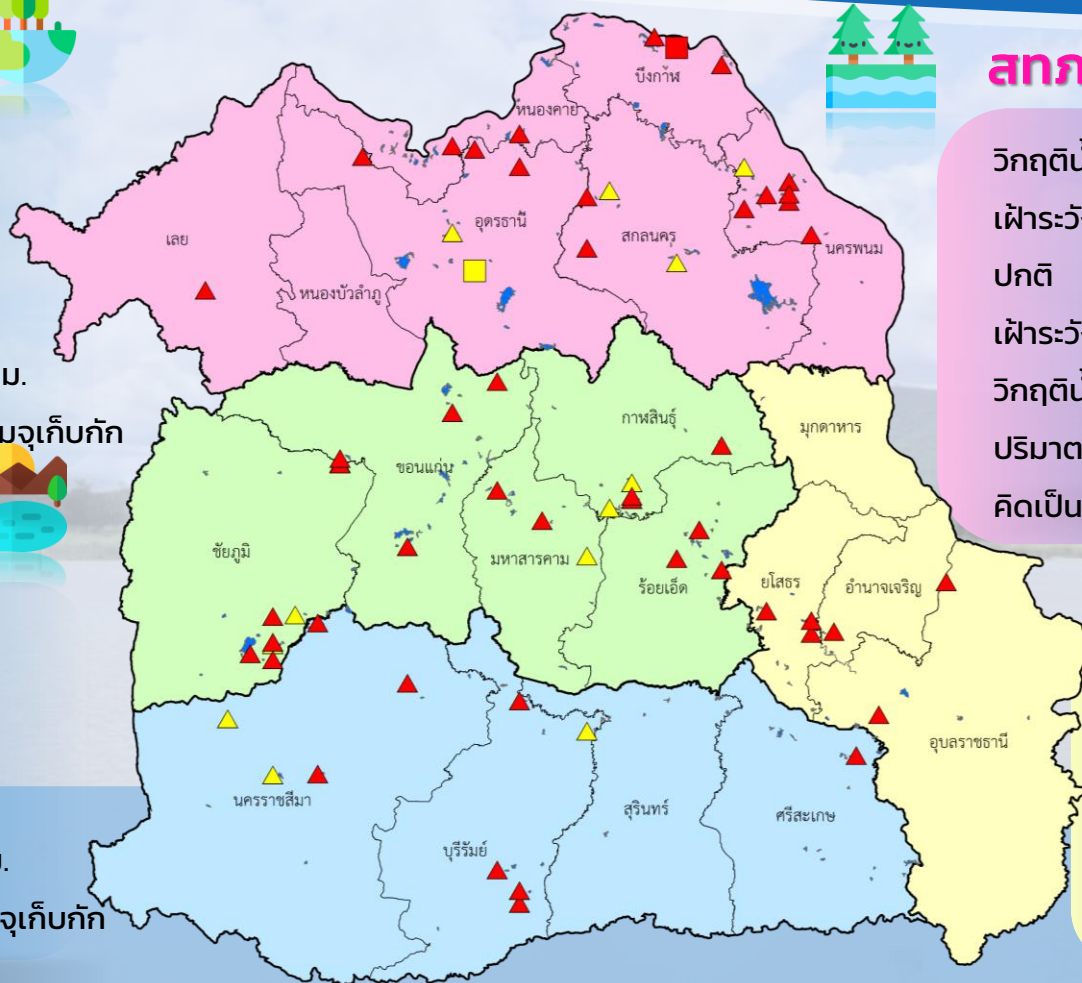 สทภ
วิกฤติน้
เฝ้าระวั
ปกติ
เฝ้าระวั
วิกฤติน้
ปริมาต
คิดเป็น
ม.
มจุเก็บกัก
จุเก็บกัก
บึงกาฬ
หนองคาย
เลย
อุดรธานี
สกลนคร
นครพนม
หนองบัวลำภู
กาฬสินธุ์
มุกดาหาร
ขอนแก่น
ชัยภูมิ
มหาสารคาม
ร้อยเอ็ด
ยโสธร
อำนาจเจริญ
อุบลราชธานี
นครราชสีมา
บุรีรัมย์
สุรินทร์
ศรีสะเกษ